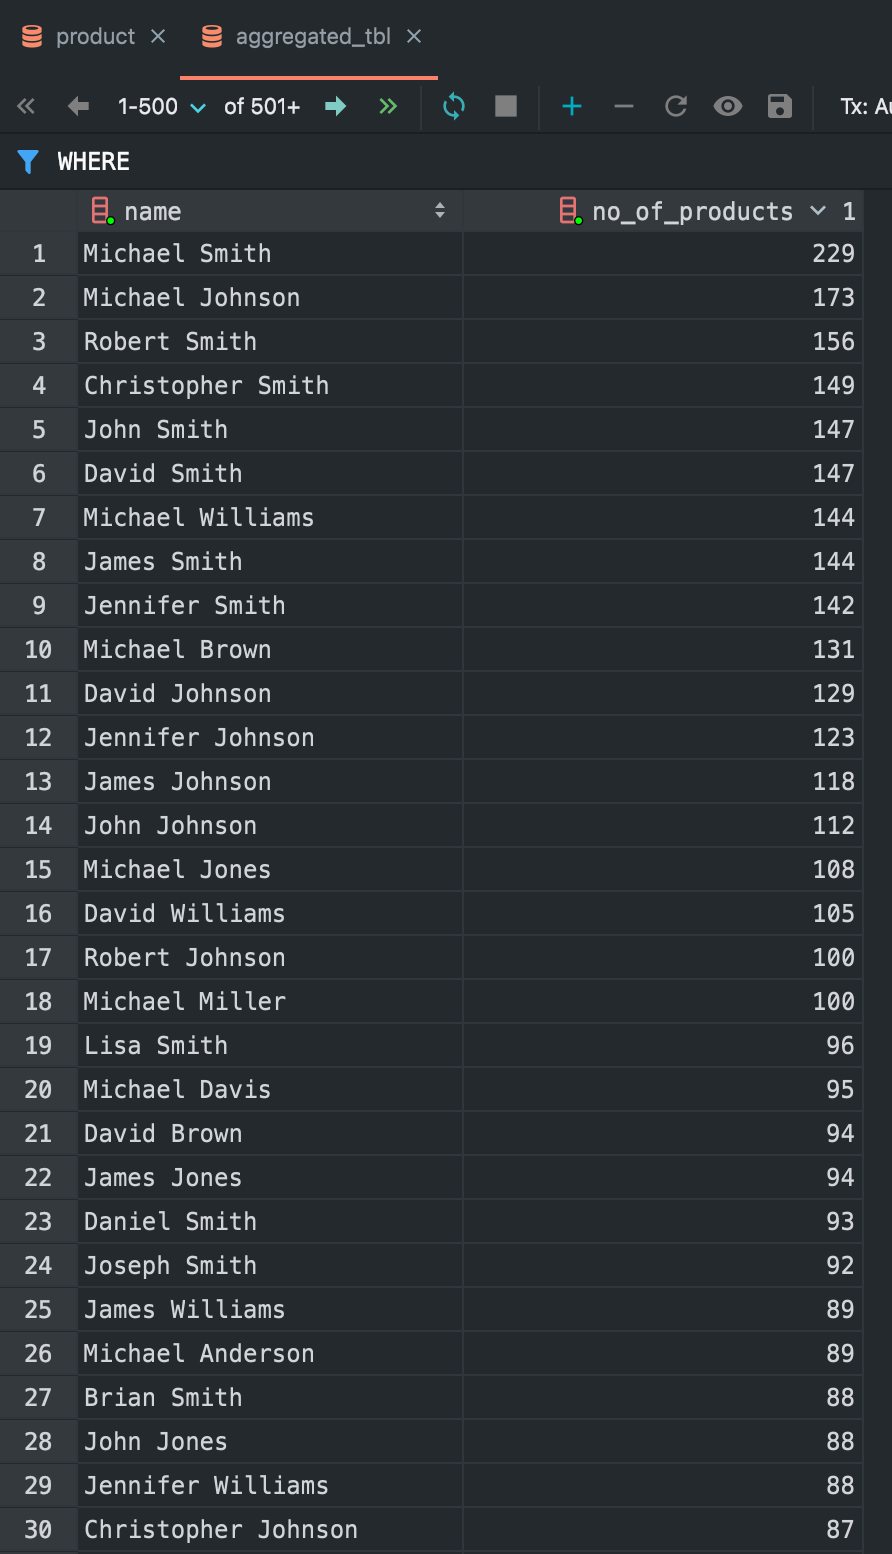 product aggregated_tbl
1-500 of 501+ Tx: Au
WHERE
name no_of_products 1
1 Michael Smith 229
2 Michael Johnson 173
3 Robert Smith 156
4 Christopher Smith 149
5 John Smith 147
6 David Smith 147
7 Michael Williams 144
8 James Smith 144
9 Jennifer Smith 142
10 Michael Brown 131
11 David Johnson 129
12 Jennifer Johnson 123
13 James Johnson 118
14 John Johnson 112
15 Michael Jones 108
16 David Williams 105
17 Robert Johnson 100
18 Michael Miller 100
19 Lisa Smith 96
20 Michael Davis 95
21 David Brown 94
22 James Jones 94
23 Daniel Smith 93
24 Joseph Smith 92
25 James Williams 89
26 Michael Anderson 89
27 Brian Smith 88
28 John Jones 88
29 Jennifer Williams 88
30 Christopher Johnson 87